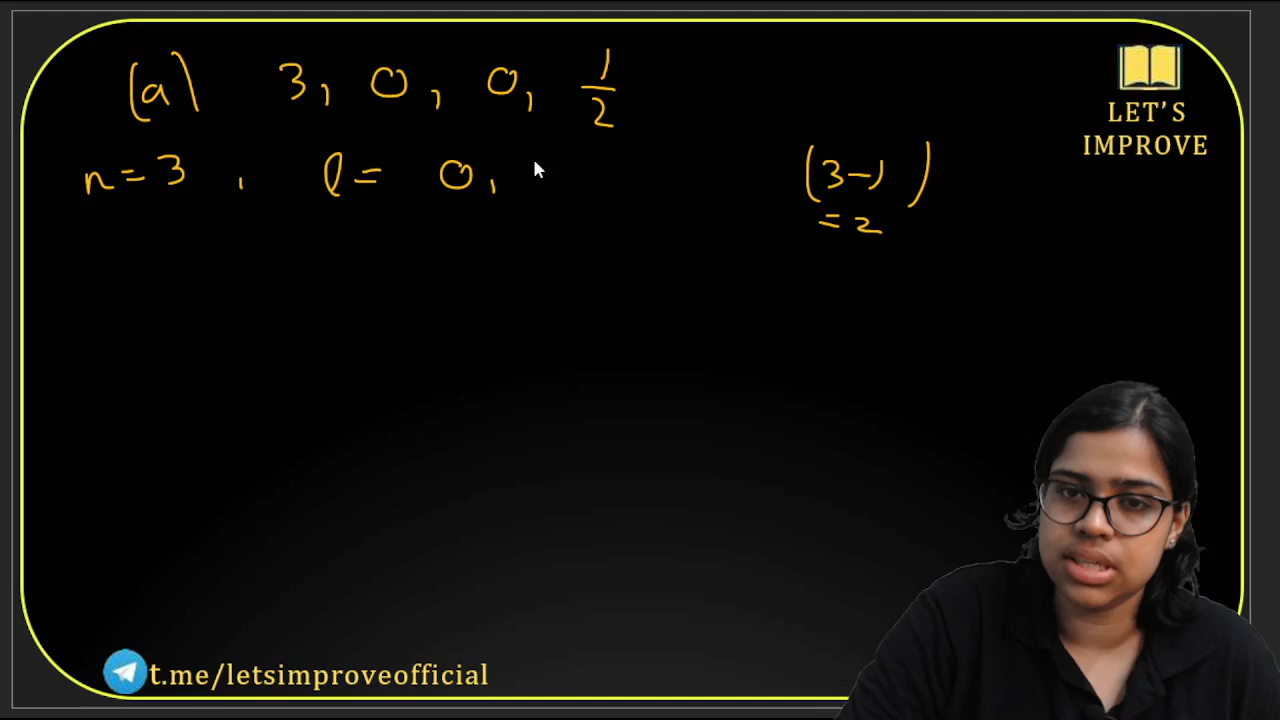 (a) 3, 0, 0, 1/2
n = 3 , l = 0,
(3-1)
= 2
LET'S
IMPROVE
t.me/letsimproveofficial